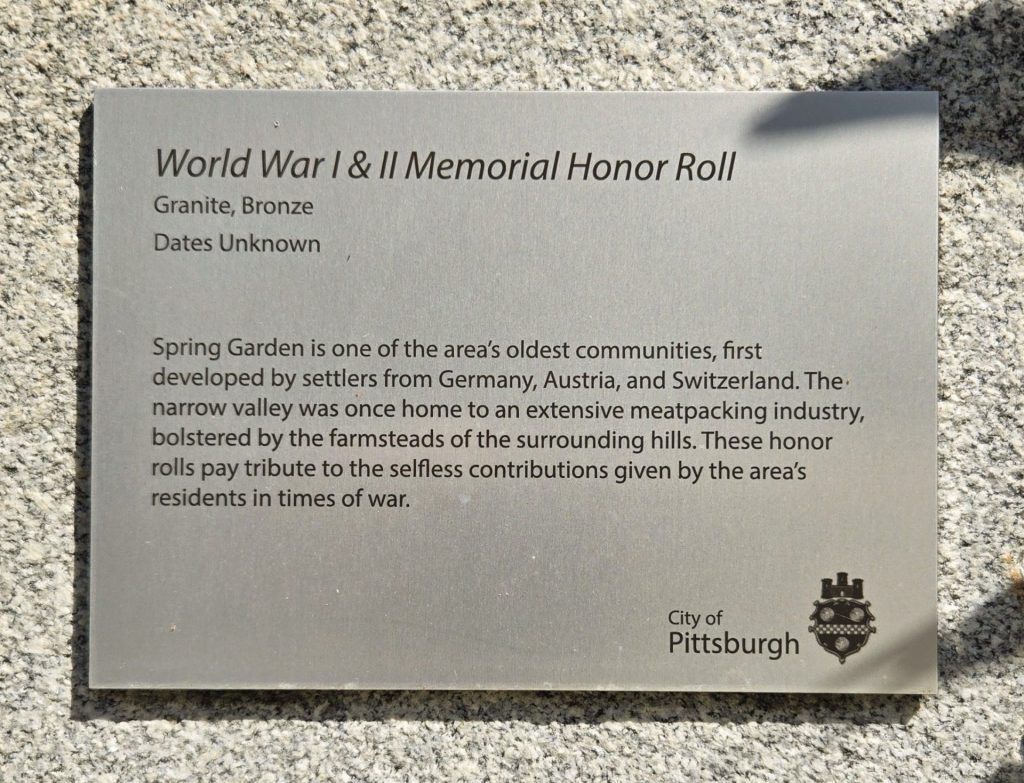 World War I & II Memorial Honor Roll
Granite, Bronze
Dates Unknown
Spring Garden is one of the area's oldest communities, first
developed by settlers from Germany, Austria, and Switzerland. The
narrow valley was once home to an extensive meatpacking industry,
bolstered by the farmsteads of the surrounding hills. These honor
rolls pay tribute to the selfless contributions given by the area's
residents in times of war.
City of
Pittsburgh